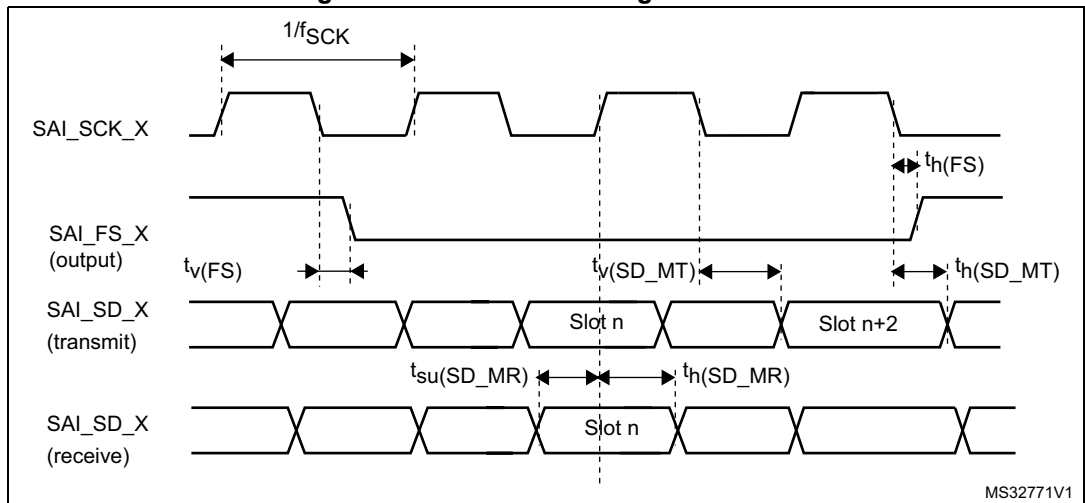 1/fSCK
SAI_SCK_X
th(FS)
SAI_FS_X
(output)
tv(FS)
tv(SD_MT)
th(SD_MT)
SAI_SD_X
(transmit)
Slot n
Slot n+2
tsu(SD_MR)
th(SD_MR)
SAI_SD_X
(receive)
Slot n
MS32771V1